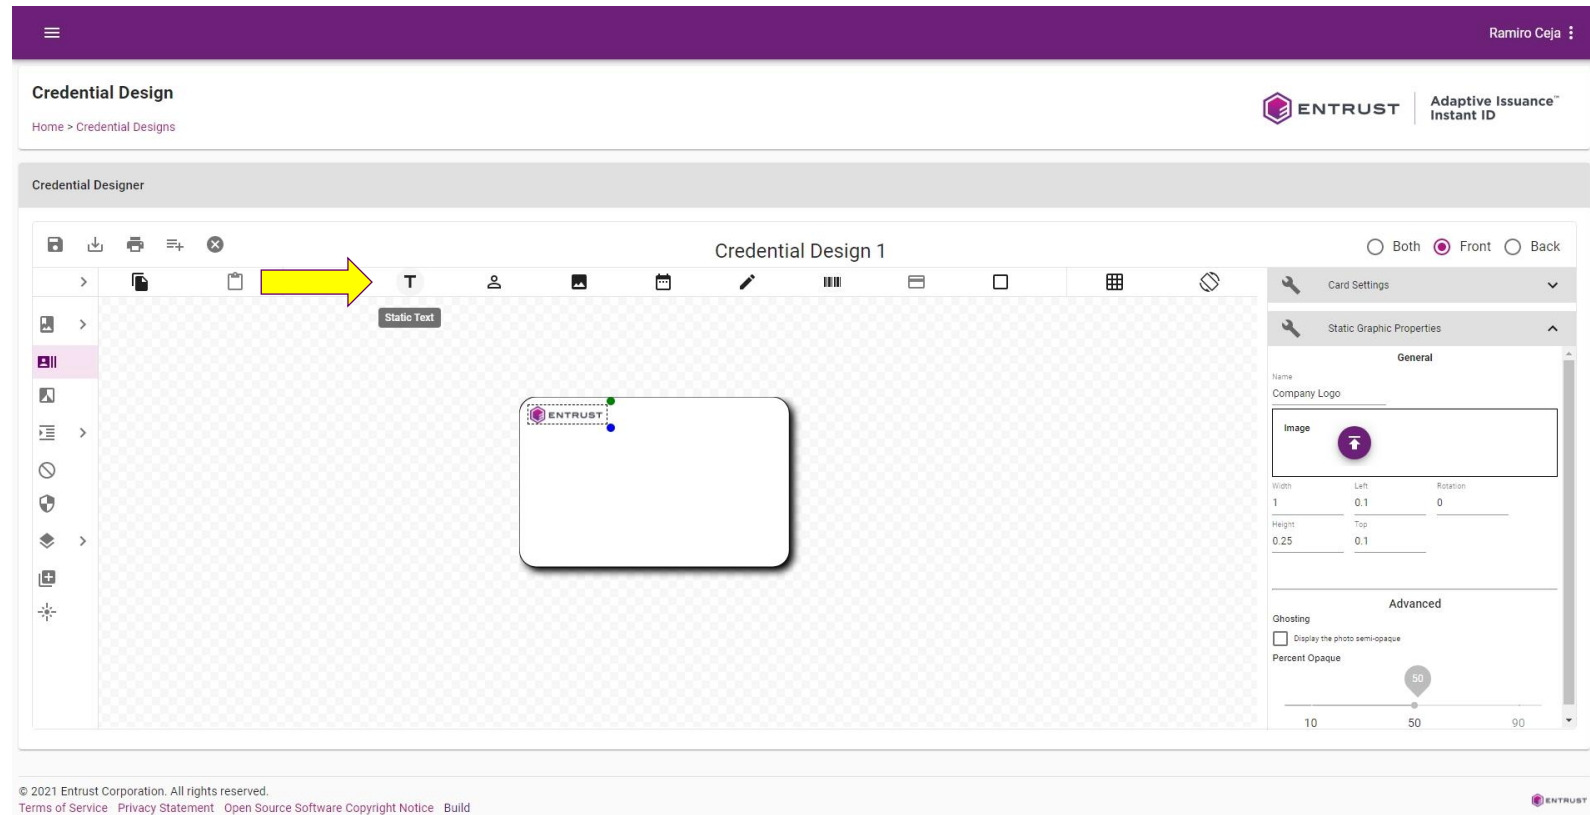 Ramiro Ceja
Credential Design
Home > Credential Designs
ENTRUST
Adaptive Issuance™
Instant ID
Credential Designer
Credential Design 1
Both
Front
Back
T
Static Text
Card Settings
Static Graphic Properties
General
Name
Company Logo
Image
Width
Left
Rotation
1
0.1
0
Height
Top
0.25
0.1
ENTRUST
Advanced
Ghosting
Display the photo semi-opaque
Percent Opaque
50
10
50
90
© 2021 Entrust Corporation. All rights reserved.
Terms of Service Privacy Statement Open Source Software Copyright Notice Build
ENTRUST